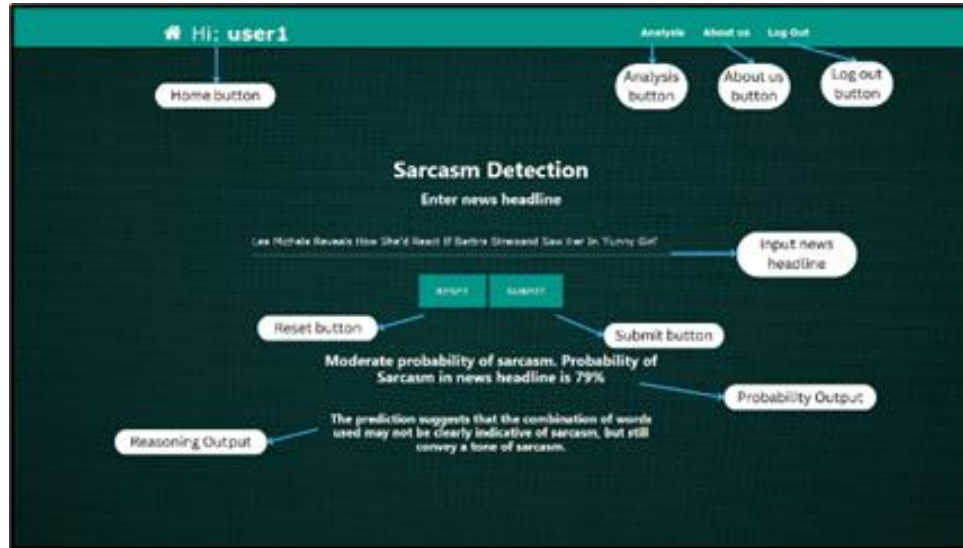 Hi: user1
Analysis About us Log Out
Home button
Analysis
button
About us
button
Log out
button
Sarcasm Detection
Enter news headline
Lea Michele Reveals How She'd React If Barbra Streisand Saw Her In 'Funny Girl'
Input news
headline
RESET SUBMIT
Reset button
Submit button
Moderate probability of sarcasm. Probability of
Sarcasm in news headline is 79%
Probability Output
The prediction suggests that the combination of words
used may not be clearly indicative of sarcasm, but still
convey a tone of sarcasm.
Reasoning Output